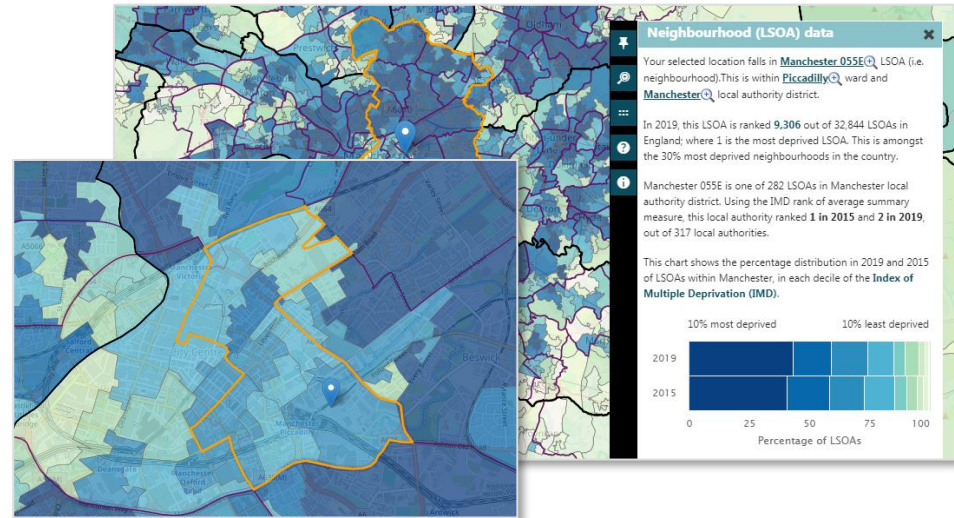 Oldham
Prestwich
Neighbourhood (LSOA) data
Your selected location falls in Manchester 055E LSOA (i.e.
neighbourhood).This is within Piccadilly ward and
Manchester local authority district.
In 2019, this LSOA is ranked 9,306 out of 32,844 LSOAs in
England; where 1 is the most deprived LSOA. This is amongst
the 30% most deprived neighbourhoods in the country.
Manchester 055E is one of 282 LSOAs in Manchester local
authority district. Using the IMD rank of average summary
measure, this local authority ranked 1 in 2015 and 2 in 2019,
out of 317 local authorities.
This chart shows the percentage distribution in 2019 and 2015
of LSOAs within Manchester, in each decile of the Index of
Multiple Deprivation (IMD).
10% most deprived 10% least deprived
2019
2015
0 25 50 75 100
Percentage of LSOAs
A5066
Manchester
Victoria
Salford
Central
City Centre
Beswick
Manchester
Piccadilly
Deansgate
Manchester
Oxford
Road
Ardwick